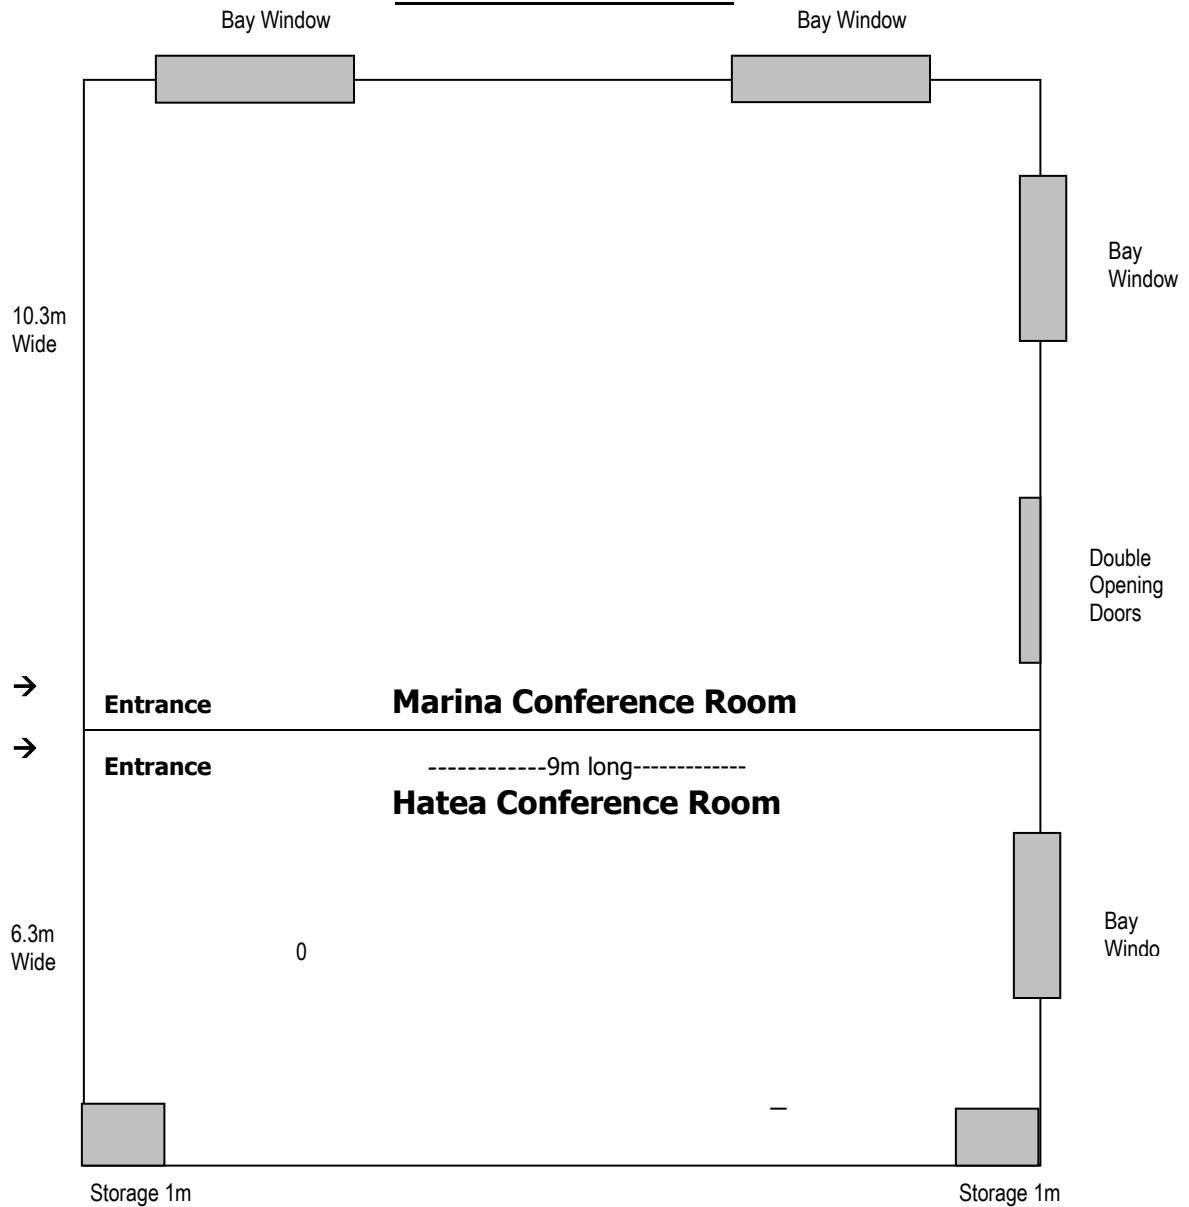 Bay Window
Bay Window
Bay
Window
10.3m
Wide
Double
Opening
Doors
→
Entrance
Marina Conference Room
→
Entrance
------------9m long-------------
Hatea Conference Room
Bay
Windo
6.3m
Wide
0
Storage 1m
Storage 1m